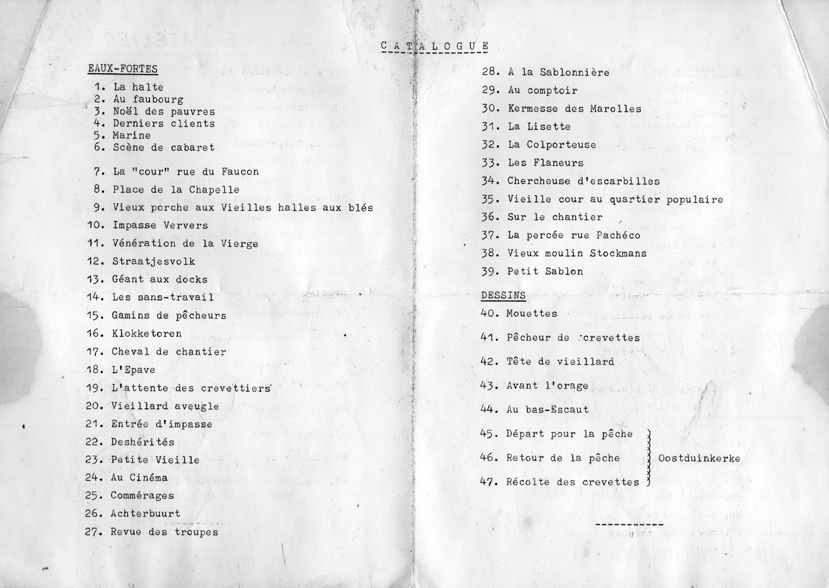 CATALOGUE
EAUX-FORTES
1. La halte
2. Au faubourg
3. Noël des pauvres
4. Derniers clients
5. Marine
6. Scène de cabaret
7. La "cour" rue du Faucon
8. Place de la Chapelle
9. Vieux porche aux Vieilles halles aux blés
10. Impasse Ververs
11. Vénération de la Vierge
12. Straatjesvolk
13. Géant aux docks
14. Les sans-travail
15. Gamins de pêcheurs
16. Klokketoren
17. Cheval de chantier
18. L'Epave
19. L'attente des crevettiers
20. Vieillard aveugle
21. Entrée d'impasse
22. Deshérités
23. Petite Vieille
24. Au Cinéma
25. Commérages
26. Achterbuurt
27. Revue des troupes
28. A la Sablonnière
29. Au comptoir
30. Kermesse des Marolles
31. La Lisette
32. La Colporteuse
33. Les Flaneurs
34. Chercheuse d'escarbilles
35. Vieille cour au quartier populaire
36. Sur le chantier
37. La percée rue Pachéco
38. Vieux moulin Stockmans
39. Petit Sablon
DESSINS
40. Mouettes
41. Pêcheur de crevettes
42. Tête de vieillard
43. Avant l'orage
44. Au bas-Escaut
45. Départ pour la pêche
46. Retour de la pêche Oostduinkerke
47. Récolte des crevettes